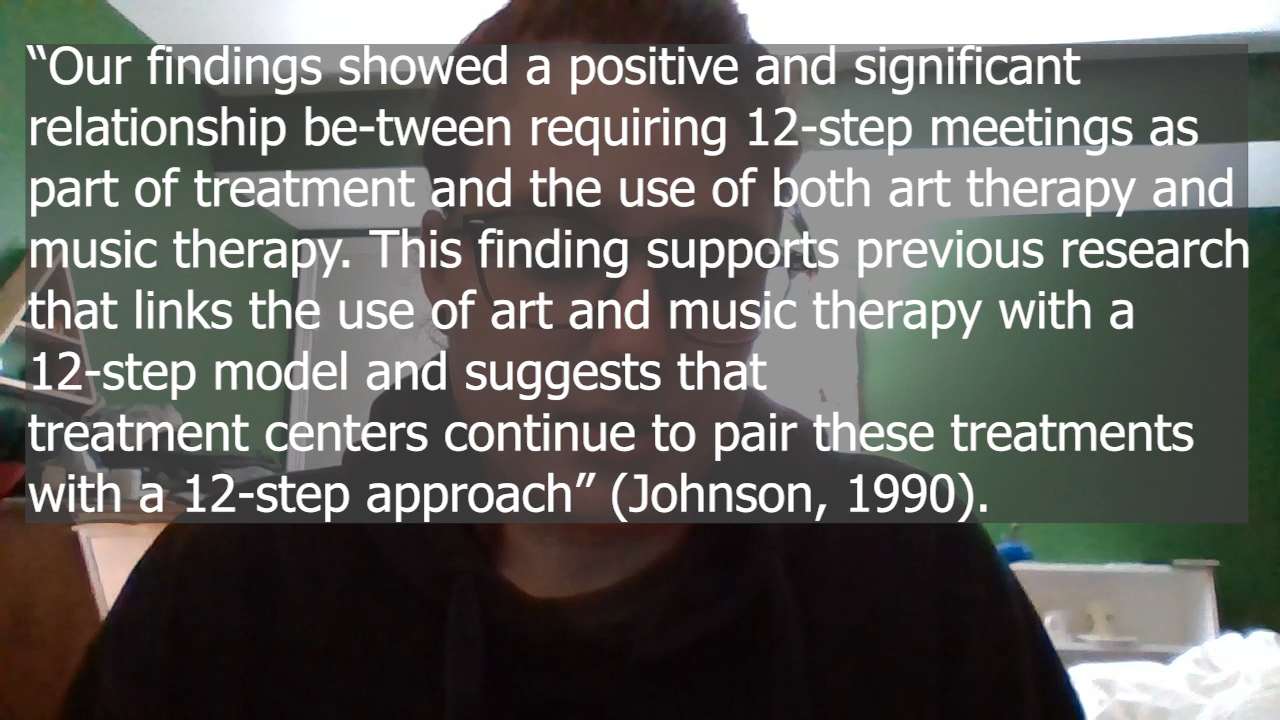 “Our findings showed a positive and significant
relationship be-tween requiring 12-step meetings as
part of treatment and the use of both art therapy and
music therapy. This finding supports previous research
that links the use of art and music therapy with a
12-step model and suggests that
treatment centers continue to pair these treatments
with a 12-step approach” (Johnson, 1990).